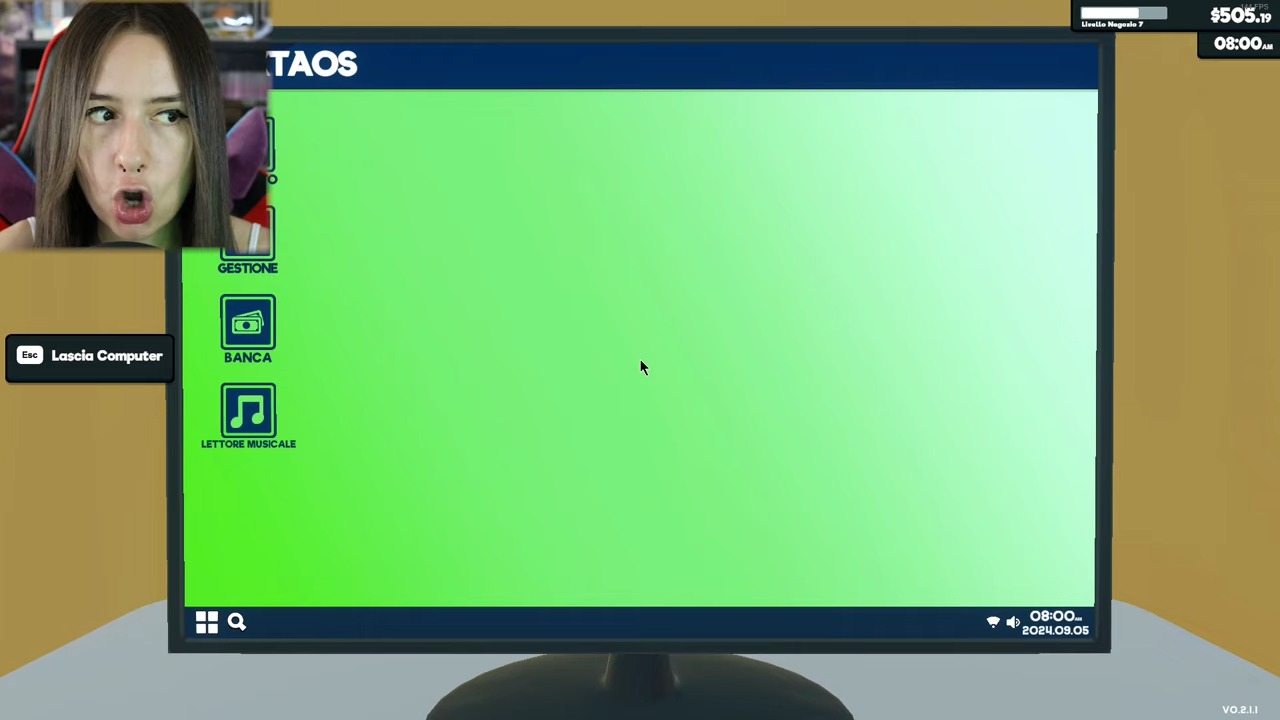 TAOS
GESTIONE
BANCA
LETTORE MUSICALE
Esc Lascia Computer
Livello Negozio 7
$505.19
08:00AM
08:00AM
2024.09.05
V0.2.1.1